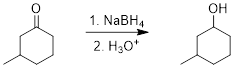 O
1. NaBH₄
2. H₃O⁺
OH